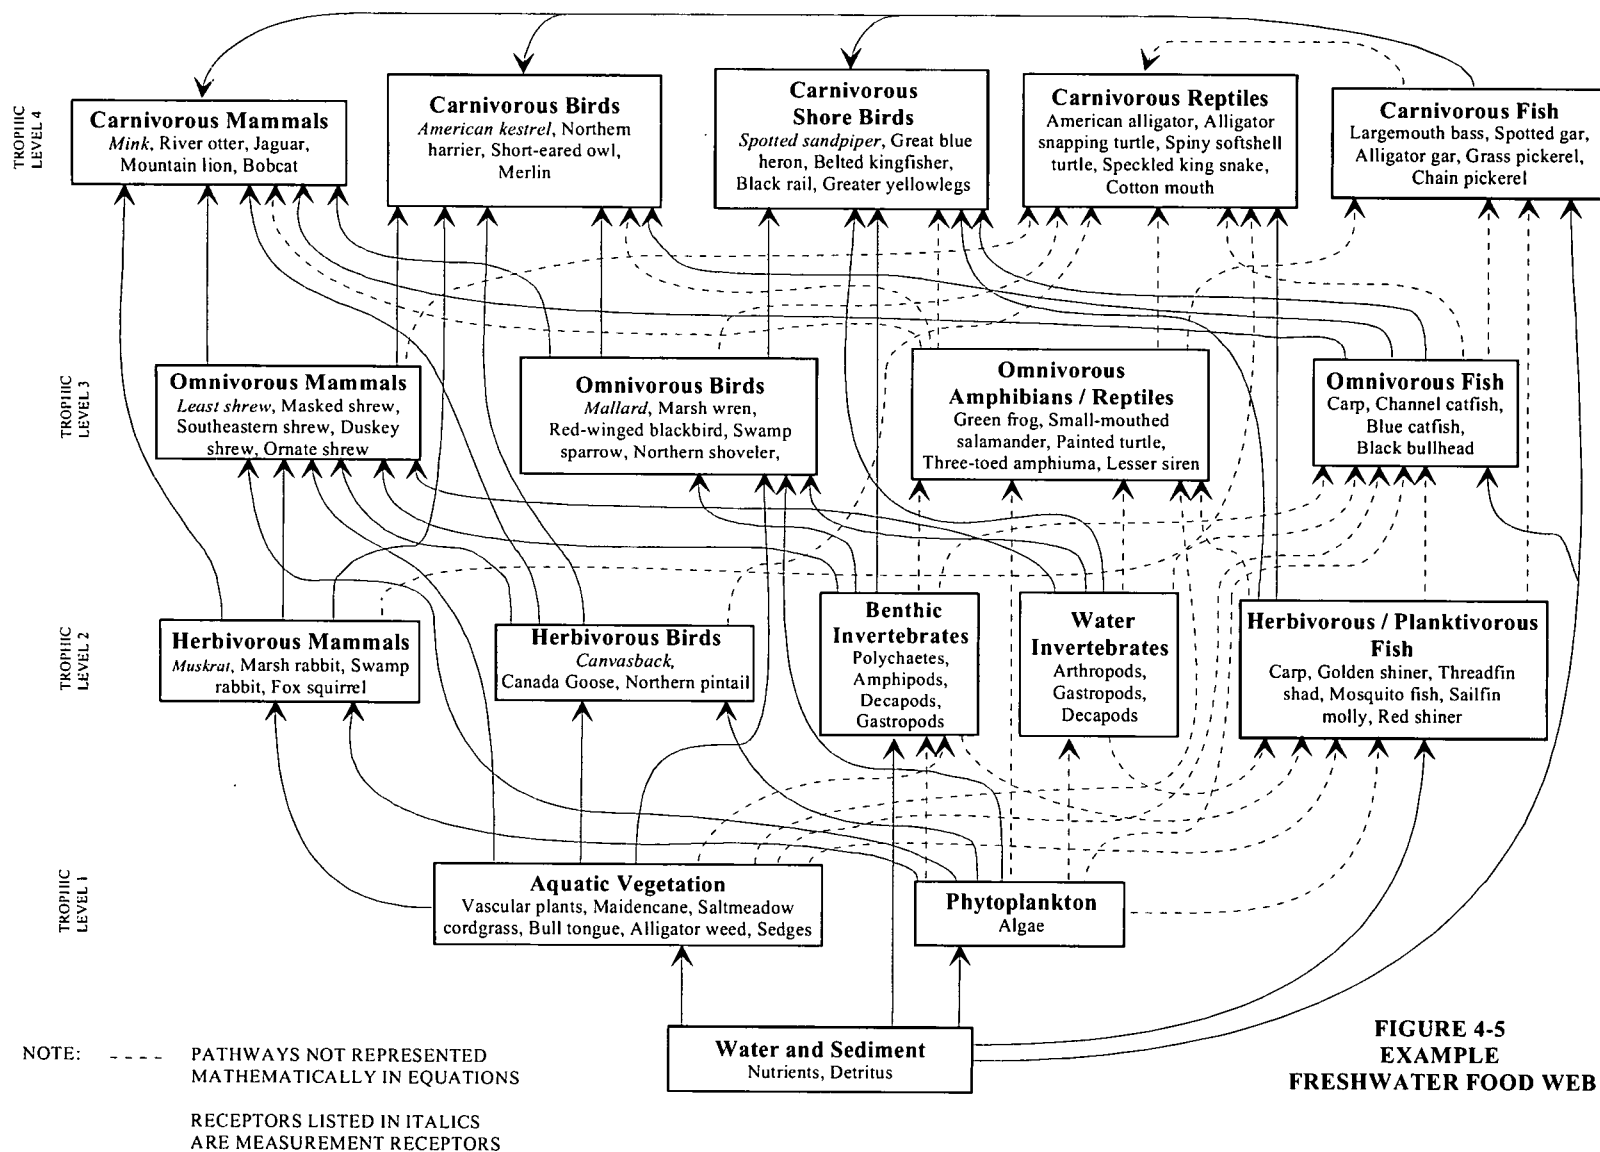 TROPHIC
LEVEL 4
Carnivorous Mammals
Mink, River otter, Jaguar,
Mountain lion, Bobcat
Carnivorous Birds
American kestrel, Northern
harrier, Short-eared owl,
Merlin
Carnivorous
Shore Birds
Spotted sandpiper, Great blue
heron, Belted kingfisher,
Black rail, Greater yellowlegs
Carnivorous Reptiles
American alligator, Alligator
snapping turtle, Spiny softshell
turtle, Speckled king snake,
Cotton mouth
Carnivorous Fish
Largemouth bass, Spotted gar,
Alligator gar, Grass pickerel,
Chain pickerel
TROPHIC
LEVEL 3
Omnivorous Mammals
Least shrew, Masked shrew,
Southeastern shrew, Duskey
shrew, Ornate shrew
Omnivorous Birds
Mallard, Marsh wren,
Red-winged blackbird, Swamp
sparrow, Northern shoveler,
Omnivorous
Amphibians / Reptiles
Green frog, Small-mouthed
salamander, Painted turtle,
Three-toed amphiuma, Lesser siren
Omnivorous Fish
Carp, Channel catfish,
Blue catfish,
Black bullhead
TROPHIC
LEVEL 2
Herbivorous Mammals
Muskrat, Marsh rabbit, Swamp
rabbit, Fox squirrel
Herbivorous Birds
Canvasback,
Canada Goose, Northern pintail
Benthic
Invertebrates
Polychaetes,
Amphipods,
Decapods,
Gastropods
Water
Invertebrates
Arthropods,
Gastropods,
Decapods
Herbivorous / Planktivorous
Fish
Carp, Golden shiner, Threadfin
shad, Mosquito fish, Sailfin
molly, Red shiner
TROPHIC
LEVEL 1
Aquatic Vegetation
Vascular plants, Maidencane, Saltmeadow
cordgrass, Bull tongue, Alligator weed, Sedges
Phytoplankton
Algae
Water and Sediment
Nutrients, Detritus
NOTE: ---- PATHWAYS NOT REPRESENTED
MATHEMATICALLY IN EQUATIONS
RECEPTORS LISTED IN ITALICS
ARE MEASUREMENT RECEPTORS
FIGURE 4-5
EXAMPLE
FRESHWATER FOOD WEB